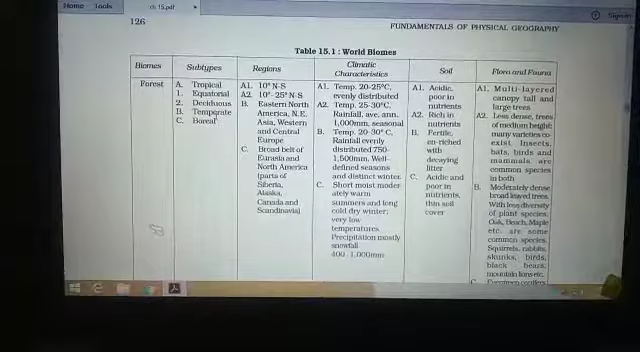 Home Tools
ch 15.pdf
Sign In
126
FUNDAMENTALS OF PHYSICAL GEOGRAPHY
Table 15.1 : World Biomes
Biomes
Subtypes
Regions
Climatic
Characteristics
Soil
Flora and Fauna
Forest
A. Tropical
1. Equatorial
2. Deciduous
B. Temperate
C. Boreal
A1. 10° N-S
A2. 10°- 25° N-S
B. Eastern North
America, N.E.
Asia, Western
and Central
Europe
C. Broad belt of
Eurasia and
North America
(parts of
Siberia,
Alaska,
Canada and
Scandinavia)
A1. Temp. 20-25°C,
evenly distributed
A2. Temp. 25-30°C,
Rainfall, ave. ann.
1,000mm, seasonal
B. Temp. 20-30° C,
Rainfall evenly
distributed 750-
1,500mm, Well-
defined seasons
and distinct winter.
C. Short moist moder
ately warm
summers and long
cold dry winter;
very low
temperatures.
Precipitation mostly
snowfall
400 - 1,000mm
A1. Acidic,
poor in
nutrients
A2. Rich in
nutrients
B. Fertile,
en-riched
with
decaying
litter
C. Acidic and
poor in
nutrients,
thin soil
cover
A1. Multi-layered
canopy tall and
large trees
A2. Less dense, trees
of medium height;
many varieties co-
exist. Insects,
bats, birds and
mammals are
common species
in both
B. Moderately dense
broad leaved trees.
With less diversity
of plant species.
Oak, Beach, Maple
etc. are some
common species.
Squirrels, rabbits,
skunks, birds,
black bears,
mountain lions etc.
C. Evergreen conifers